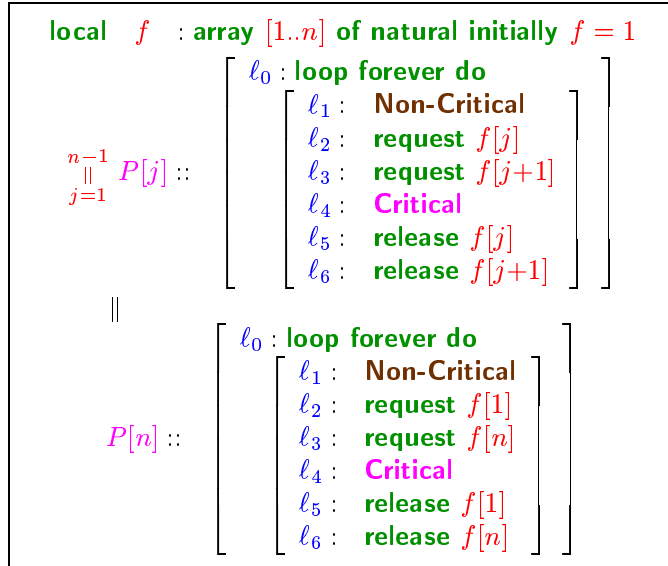 local f : array [1..n] of natural initially f = 1
ℓ0 : loop forever do
ℓ1 : Non-Critical
ℓ2 : request f[j]
n−1
∥ P[j] :: ℓ3 : request f[j+1]
j=1
ℓ4 : Critical
ℓ5 : release f[j]
ℓ6 : release f[j+1]
∥
ℓ0 : loop forever do
ℓ1 : Non-Critical
ℓ2 : request f[1]
P[n] :: ℓ3 : request f[n]
ℓ4 : Critical
ℓ5 : release f[1]
ℓ6 : release f[n]